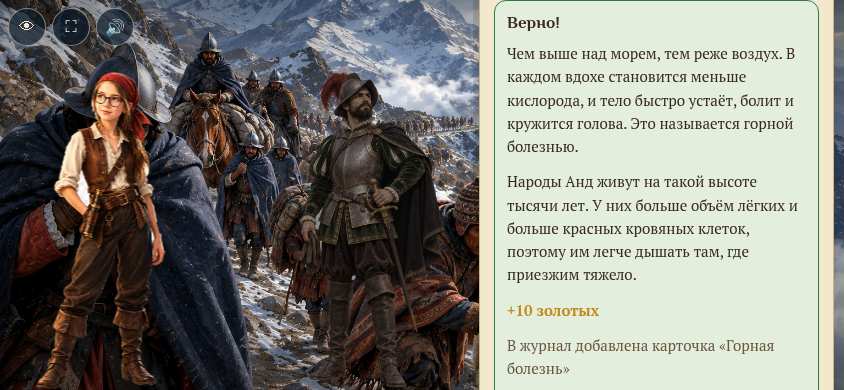 Верно!
Чем выше над морем, тем реже воздух. В
каждом вдохе становится меньше
кислорода, и тело быстро устаёт, болит и
кружится голова. Это называется горной
болезнью.
Народы Анд живут на такой высоте
тысячи лет. У них больше объём лёгких и
больше красных кровяных клеток,
поэтому им легче дышать там, где
приезжим тяжело.
+10 золотых
В журнал добавлена карточка «Горная
болезнь»